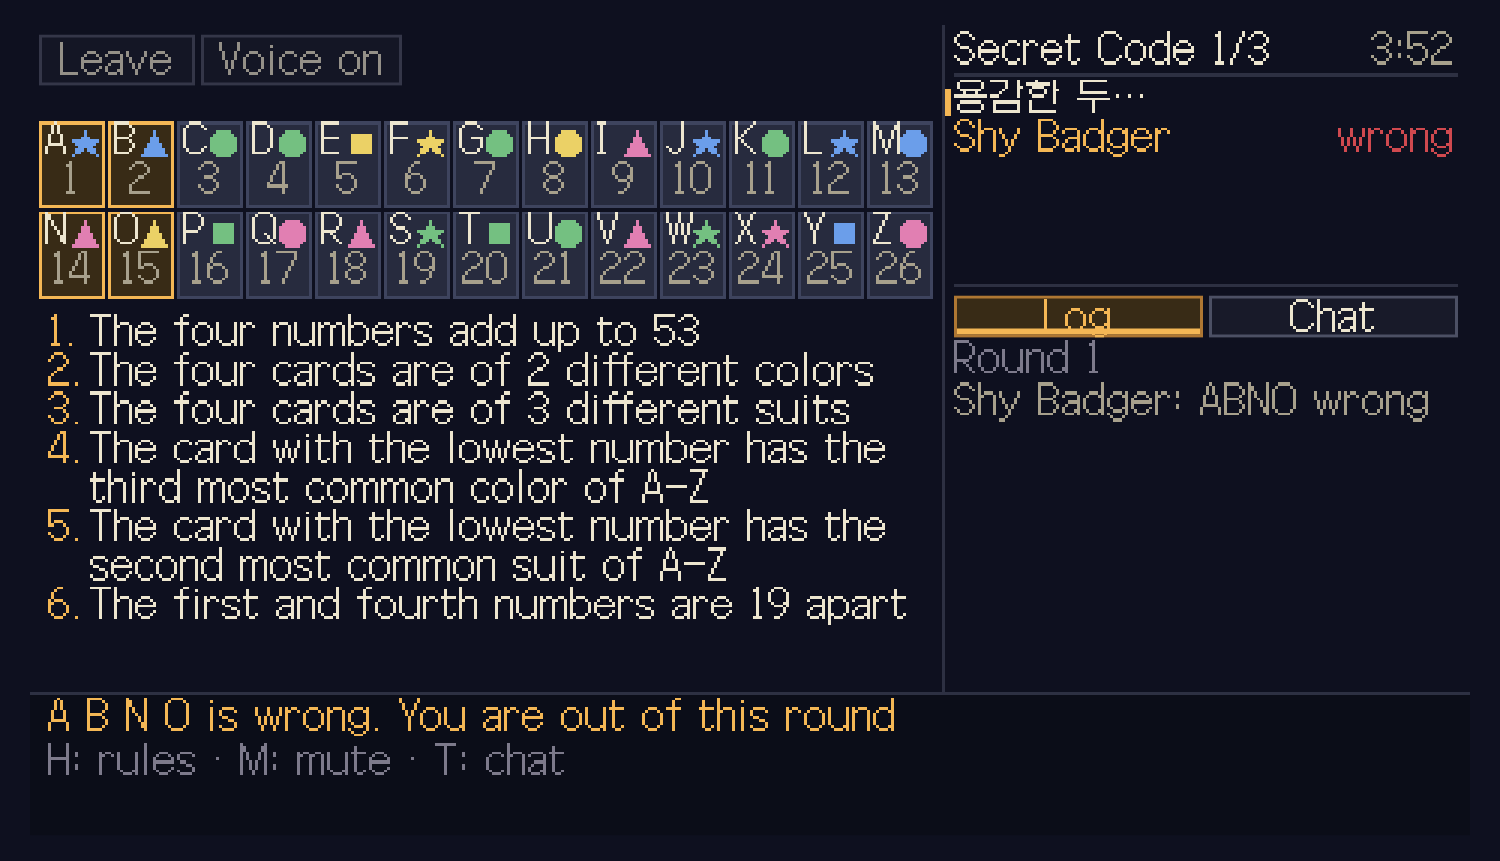 Leave Voice on
A B C D E F G H I J K L M
1 2 3 4 5 6 7 8 9 10 11 12 13
N O P Q R S T U V W X Y Z
14 15 16 17 18 19 20 21 22 23 24 25 26
1. The four numbers add up to 53
2. The four cards are of 2 different colors
3. The four cards are of 3 different suits
4. The card with the lowest number has the
third most common color of A-Z
5. The card with the lowest number has the
second most common suit of A-Z
6. The first and fourth numbers are 19 apart
Secret Code 1/3 3:52
용감한 두…
Shy Badger wrong
Log Chat
Round 1
Shy Badger: ABNO wrong
A B N O is wrong. You are out of this round
H: rules · M: mute · T: chat